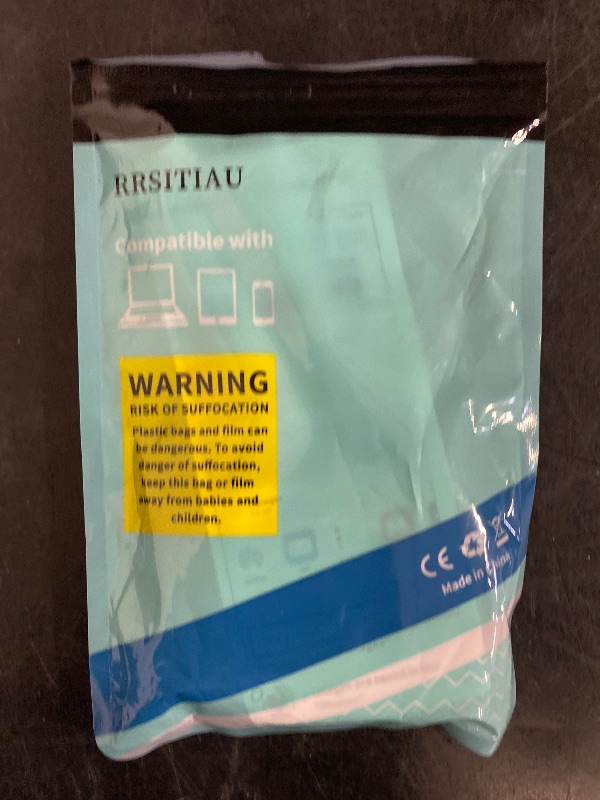 RRSITIAU
Compatible with
WARNING
RISK OF SUFFOCATION
Plastic bags and film can
be dangerous. To avoid
danger of suffocation,
keep this bag or film
away from babies and
children.
CE
Made in China